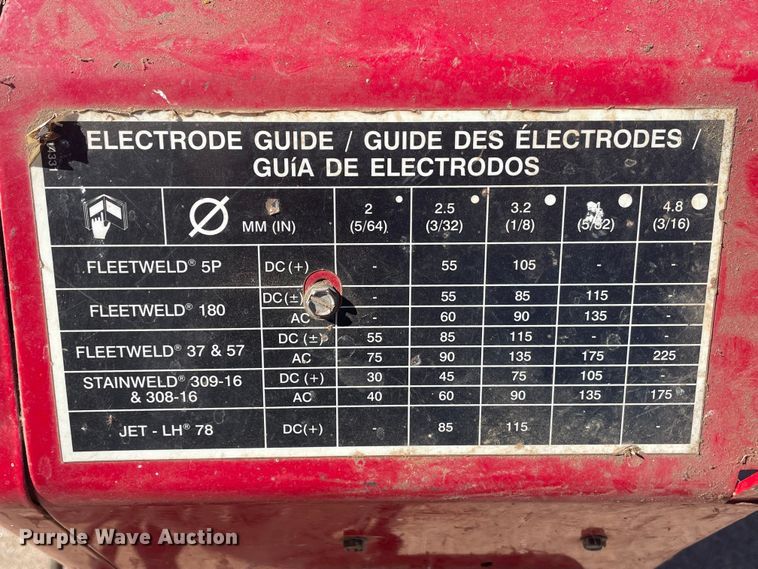 ELECTRODE GUIDE / GUIDE DES ÉLECTRODES /
GUíA DE ELECTRODOS
MM (IN) 2 (5/64) 2.5 (3/32) 3.2 (1/8) (5/32) 4.8 (3/16)
FLEETWELD® 5P DC (+) - 55 105 - -
FLEETWELD® 180 DC (±) - 55 85 115 -
AC - 60 90 135 -
FLEETWELD® 37 & 57 DC (±) 55 85 115 - -
AC 75 90 135 175 225
STAINWELD® 309-16 & 308-16 DC (+) 30 45 75 105 -
AC 40 60 90 135 175
JET - LH® 78 DC(+) - 85 115 - -
Purple Wave Auction